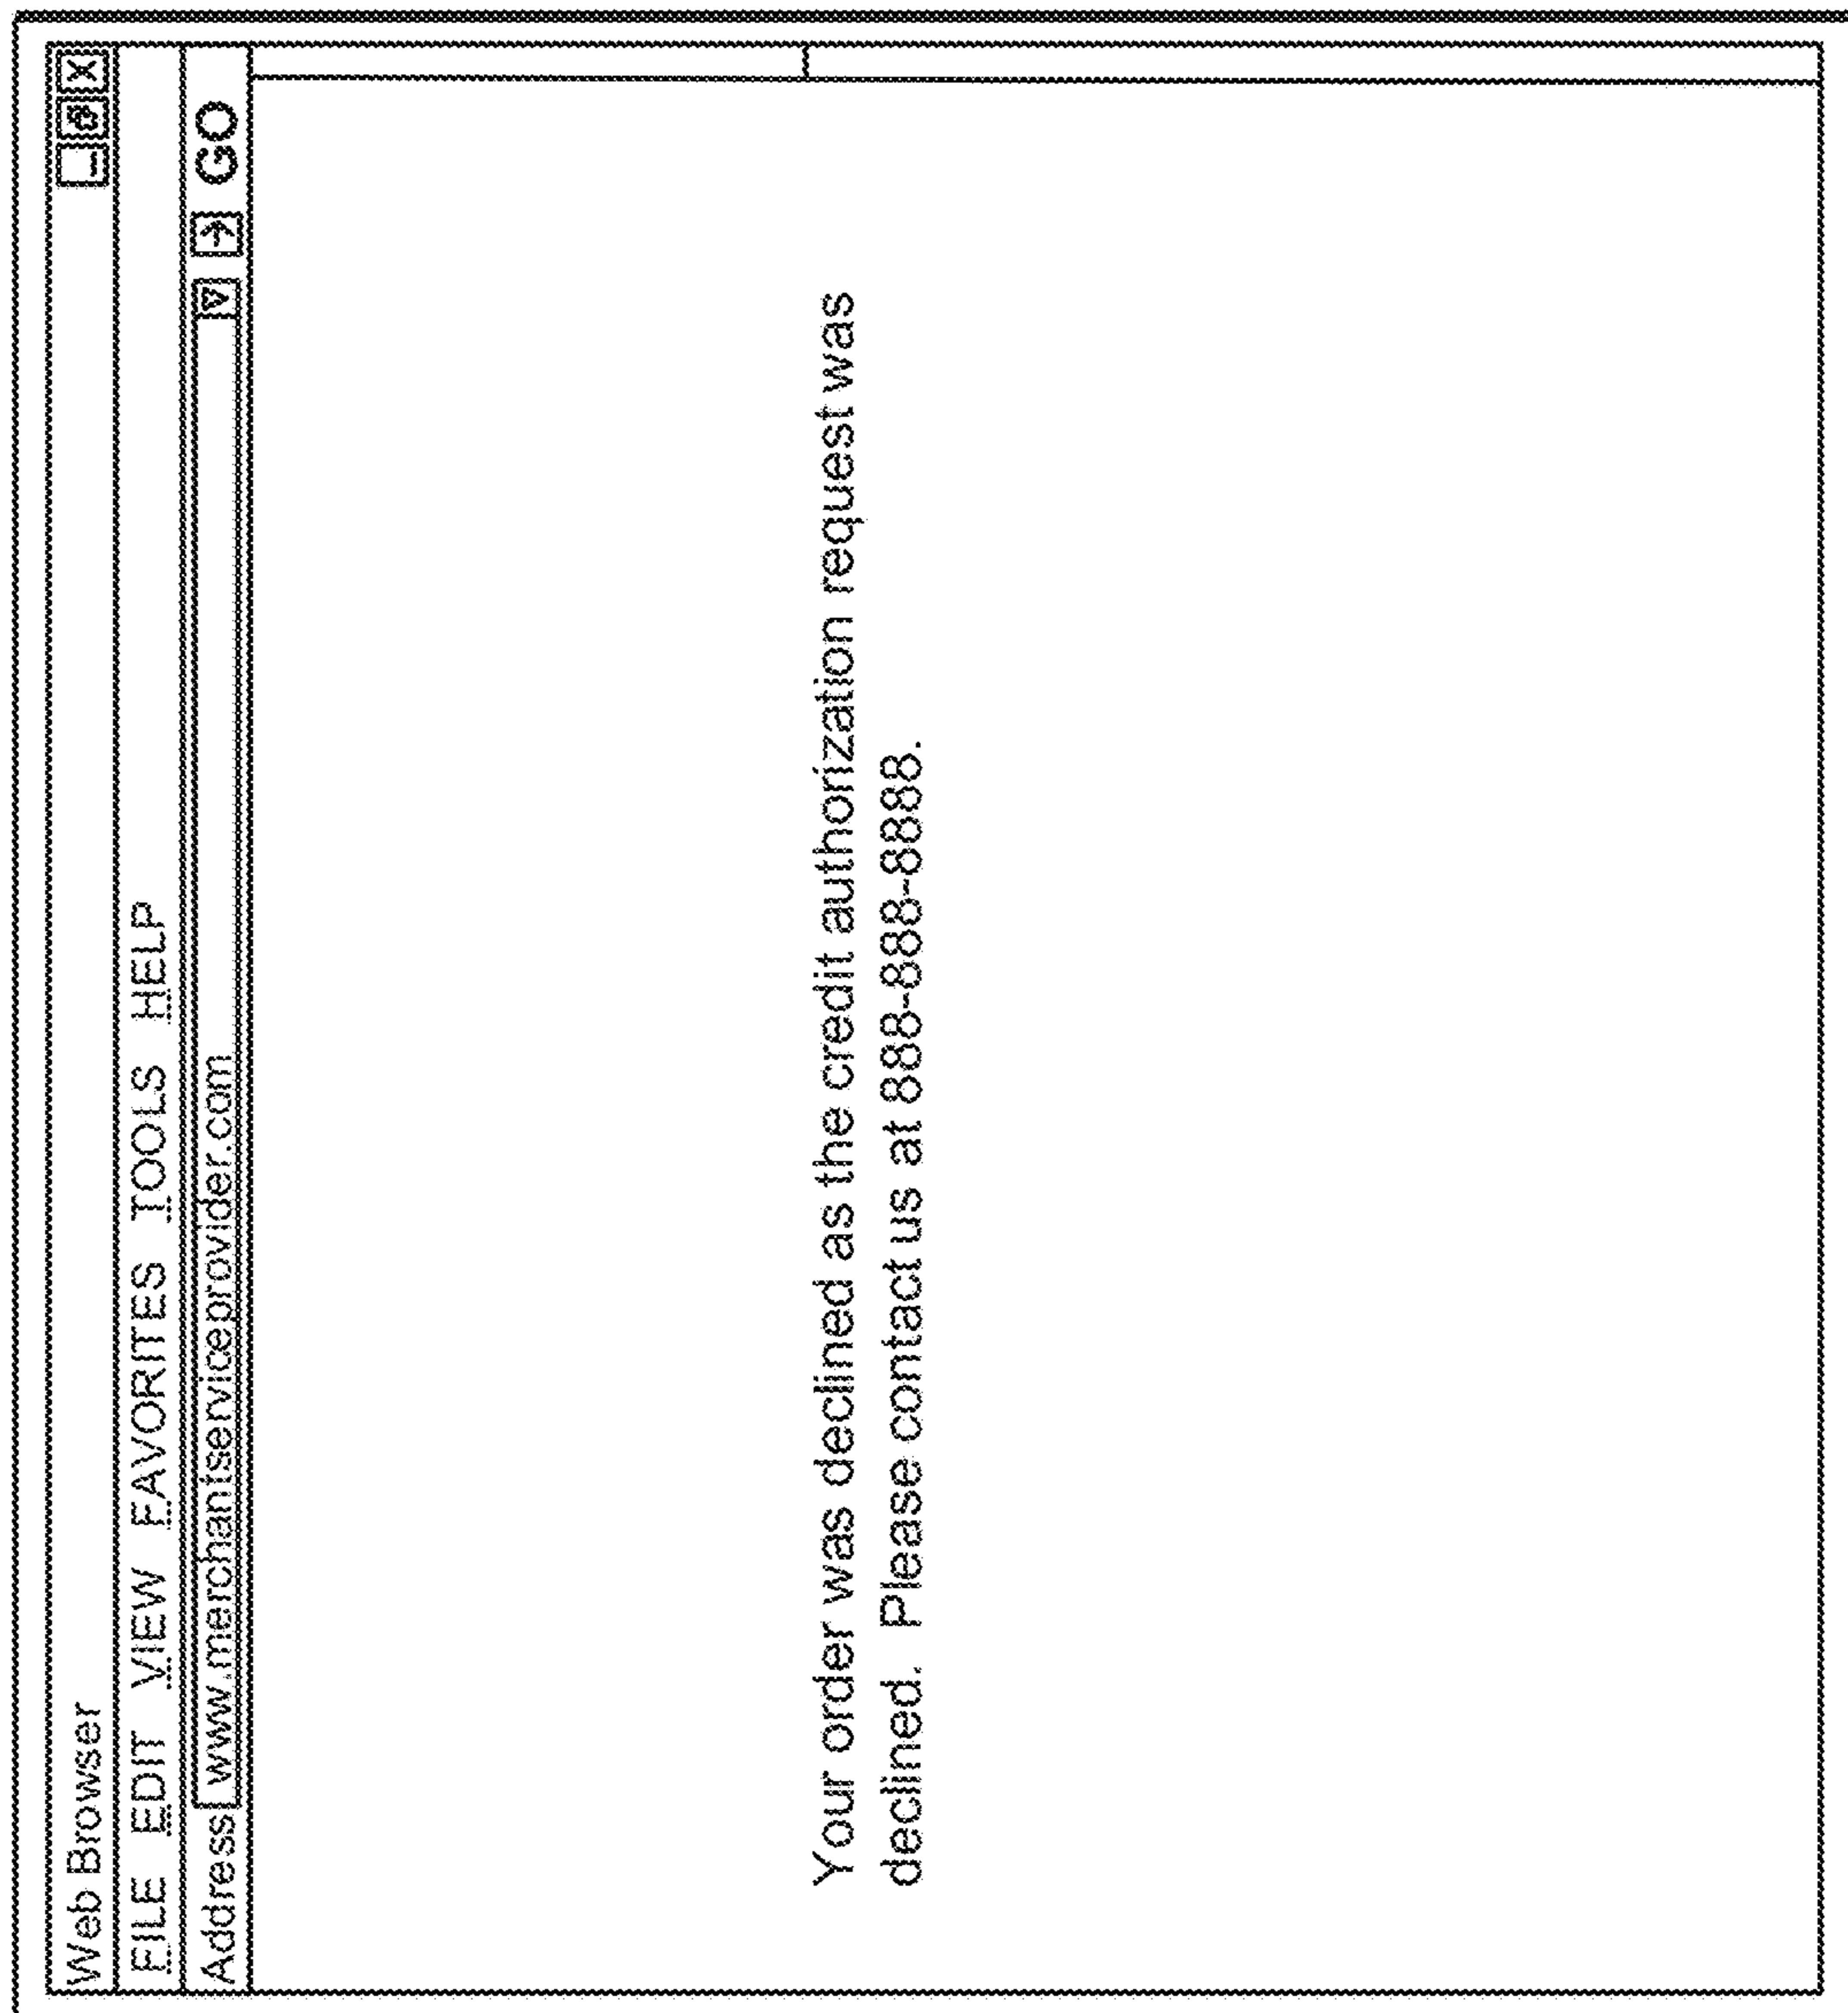 Web Browser
FILE EDIT VIEW FAVORITES TOOLS HELP
Address www.merchantserviceprovider.com GO
Your order was declined as the credit authorization request was
declined. Please contact us at 888-888-8888.